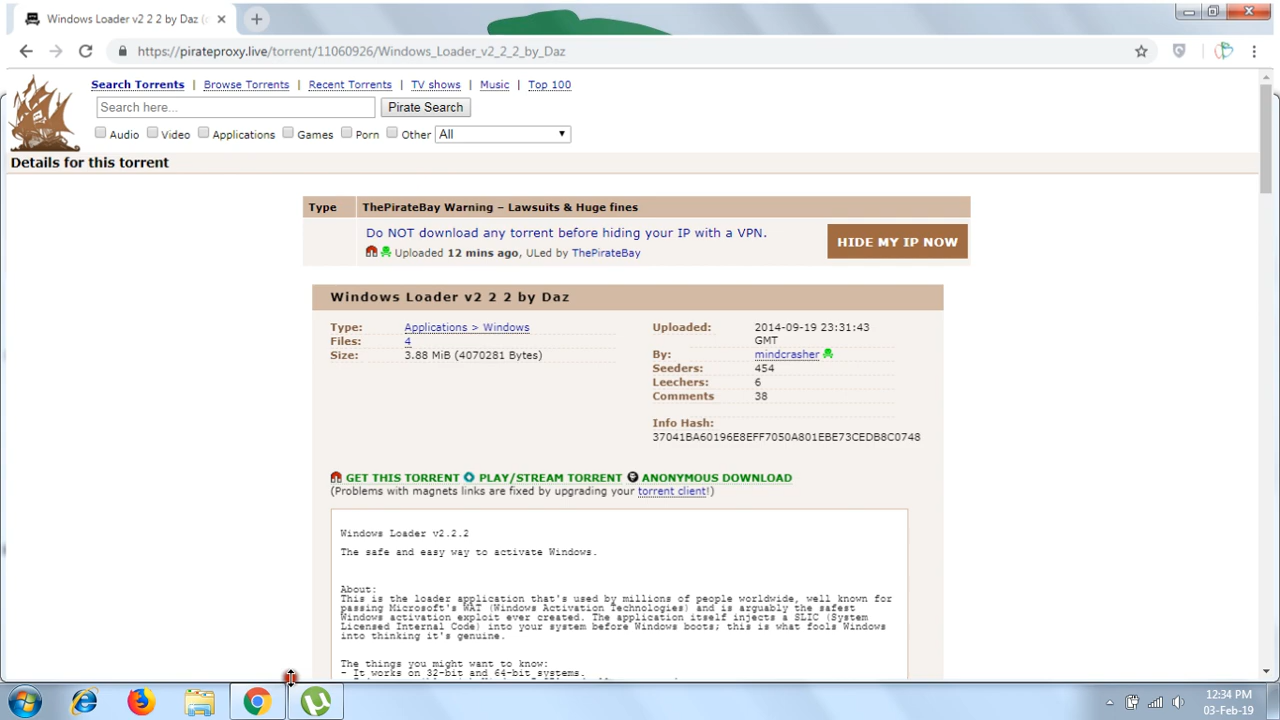 Windows Loader v2 2 2 by Daz (
https://pirateproxy.live/torrent/11060926/Windows_Loader_v2_2_2_by_Daz
Search Torrents | Browse Torrents | Recent Torrents | TV shows | Music | Top 100
Search here... Pirate Search
Audio Video Applications Games Porn Other All
Details for this torrent
Type ThePirateBay Warning – Lawsuits & Huge fines
Do NOT download any torrent before hiding your IP with a VPN.
HIDE MY IP NOW
Uploaded 12 mins ago, ULed by ThePirateBay
Windows Loader v2 2 2 by Daz
Type: Applications > Windows
Files: 4
Size: 3.88 MiB (4070281 Bytes)
Uploaded: 2014-09-19 23:31:43
GMT
By: mindcrasher
Seeders: 454
Leechers: 6
Comments 38
Info Hash:
37041BA60196E8EFF7050A801EBE73CEDB8C0748
GET THIS TORRENT PLAY/STREAM TORRENT ANONYMOUS DOWNLOAD
(Problems with magnets links are fixed by upgrading your torrent client!)
Windows Loader v2.2.2
The safe and easy way to activate Windows.
About:
This is the loader application that's used by millions of people worldwide, well known for
passing Microsoft's WAT (Windows Activation Technologies) and is arguably the safest
Windows activation exploit ever created. The application itself injects a SLIC (System
Licensed Internal Code) into your system before Windows boots; this is what fools Windows
into thinking it's genuine.
The things you might want to know:
- It works on 32-bit and 64-bit systems.
12:34 PM
03-Feb-19